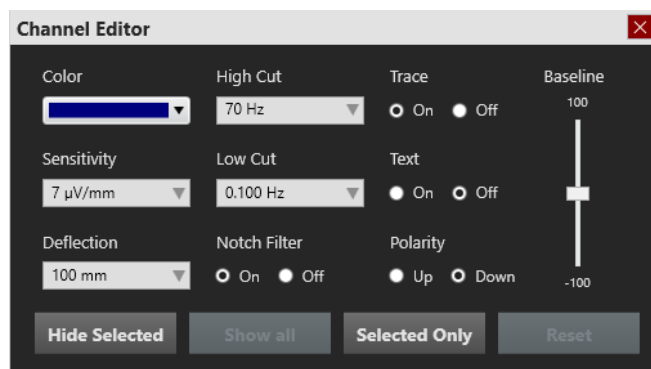 Channel Editor
Color High Cut Trace Baseline
100
70 Hz On Off
Sensitivity Low Cut Text
7 µV/mm 0.100 Hz On Off
Deflection Notch Filter Polarity
100 mm On Off Up Down
-100
Hide Selected Show all Selected Only Reset